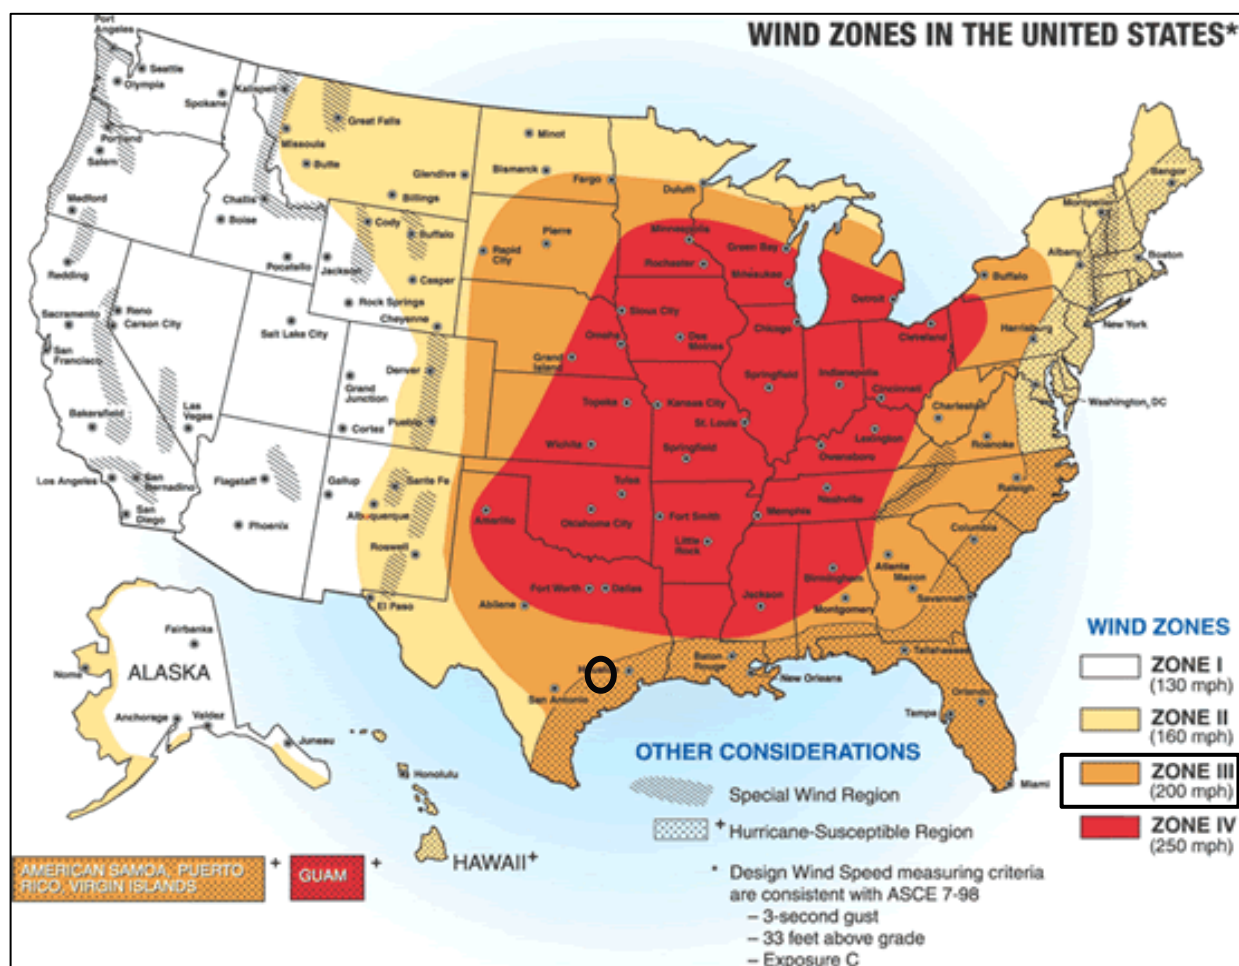 WIND ZONES IN THE UNITED STATES*
Port
Angeles
Seattle
Olympia
Spokane
Kalispell
Portland
Salem
Medford
Missoula
Great Falls
Butte
Glendive
Billings
Challis
Boise
Pocatello
Cody
Buffalo
Jackson
Casper
Rock Springs
Cheyenne
Minot
Bismarck
Fargo
Duluth
Pierre
Rapid
City
Minneapolis
Rochester
Green Bay
Milwaukee
Detroit
Chicago
Sioux City
Omaha
Des
Moines
Grand
Island
Redding
Sacramento
Reno
Carson City
San
Francisco
Salt Lake City
Bakersfield
Las
Vegas
Los Angeles
San
Bernadino
San
Diego
Flagstaff
Phoenix
Grand
Junction
Cortez
Denver
Pueblo
Gallup
Santa Fe
Albuquerque
Roswell
El Paso
Topeka
Kansas City
Wichita
Springfield
St. Louis
Springfield
Indianapolis
Cincinnati
Cleveland
Lexington
Owensboro
Charleston
Roanoke
Raleigh
Columbia
Nashville
Memphis
Tulsa
Oklahoma City
Fort Smith
Little
Rock
Amarillo
Fort Worth
Dallas
Abilene
Jackson
Birmingham
Montgomery
Atlanta
Macon
Savannah
Tallahassee
Orlando
Tampa
Miami
Baton
Rouge
New Orleans
San Antonio
Bangor
Montpelier
Albany
Boston
Buffalo
New York
Harrisburg
Washington, DC
Fairbanks
ALASKA
Nome
Anchorage
Valdez
Juneau
Honolulu
HAWAII+
AMERICAN SAMOA, PUERTO
RICO, VIRGIN ISLANDS
+
GUAM
+
OTHER CONSIDERATIONS
Special Wind Region
+ Hurricane-Susceptible Region
* Design Wind Speed measuring criteria
are consistent with ASCE 7-98
– 3-second gust
– 33 feet above grade
– Exposure C
WIND ZONES
ZONE I
(130 mph)
ZONE II
(160 mph)
ZONE III
(200 mph)
ZONE IV
(250 mph)